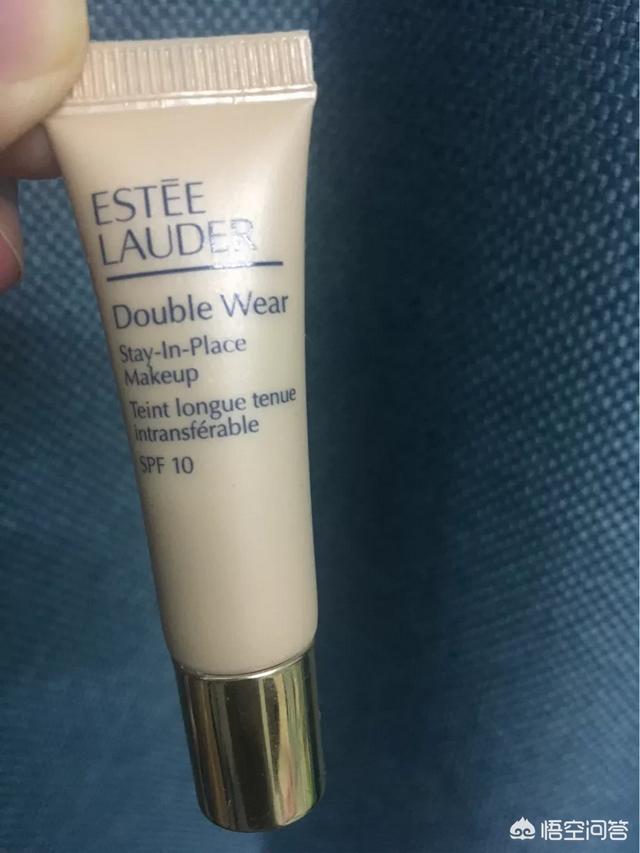 ESTĒE
LAUDER
Double Wear
Stay-In-Place
Makeup
Teint longue tenue
intransférable
SPF 10
悟空问答